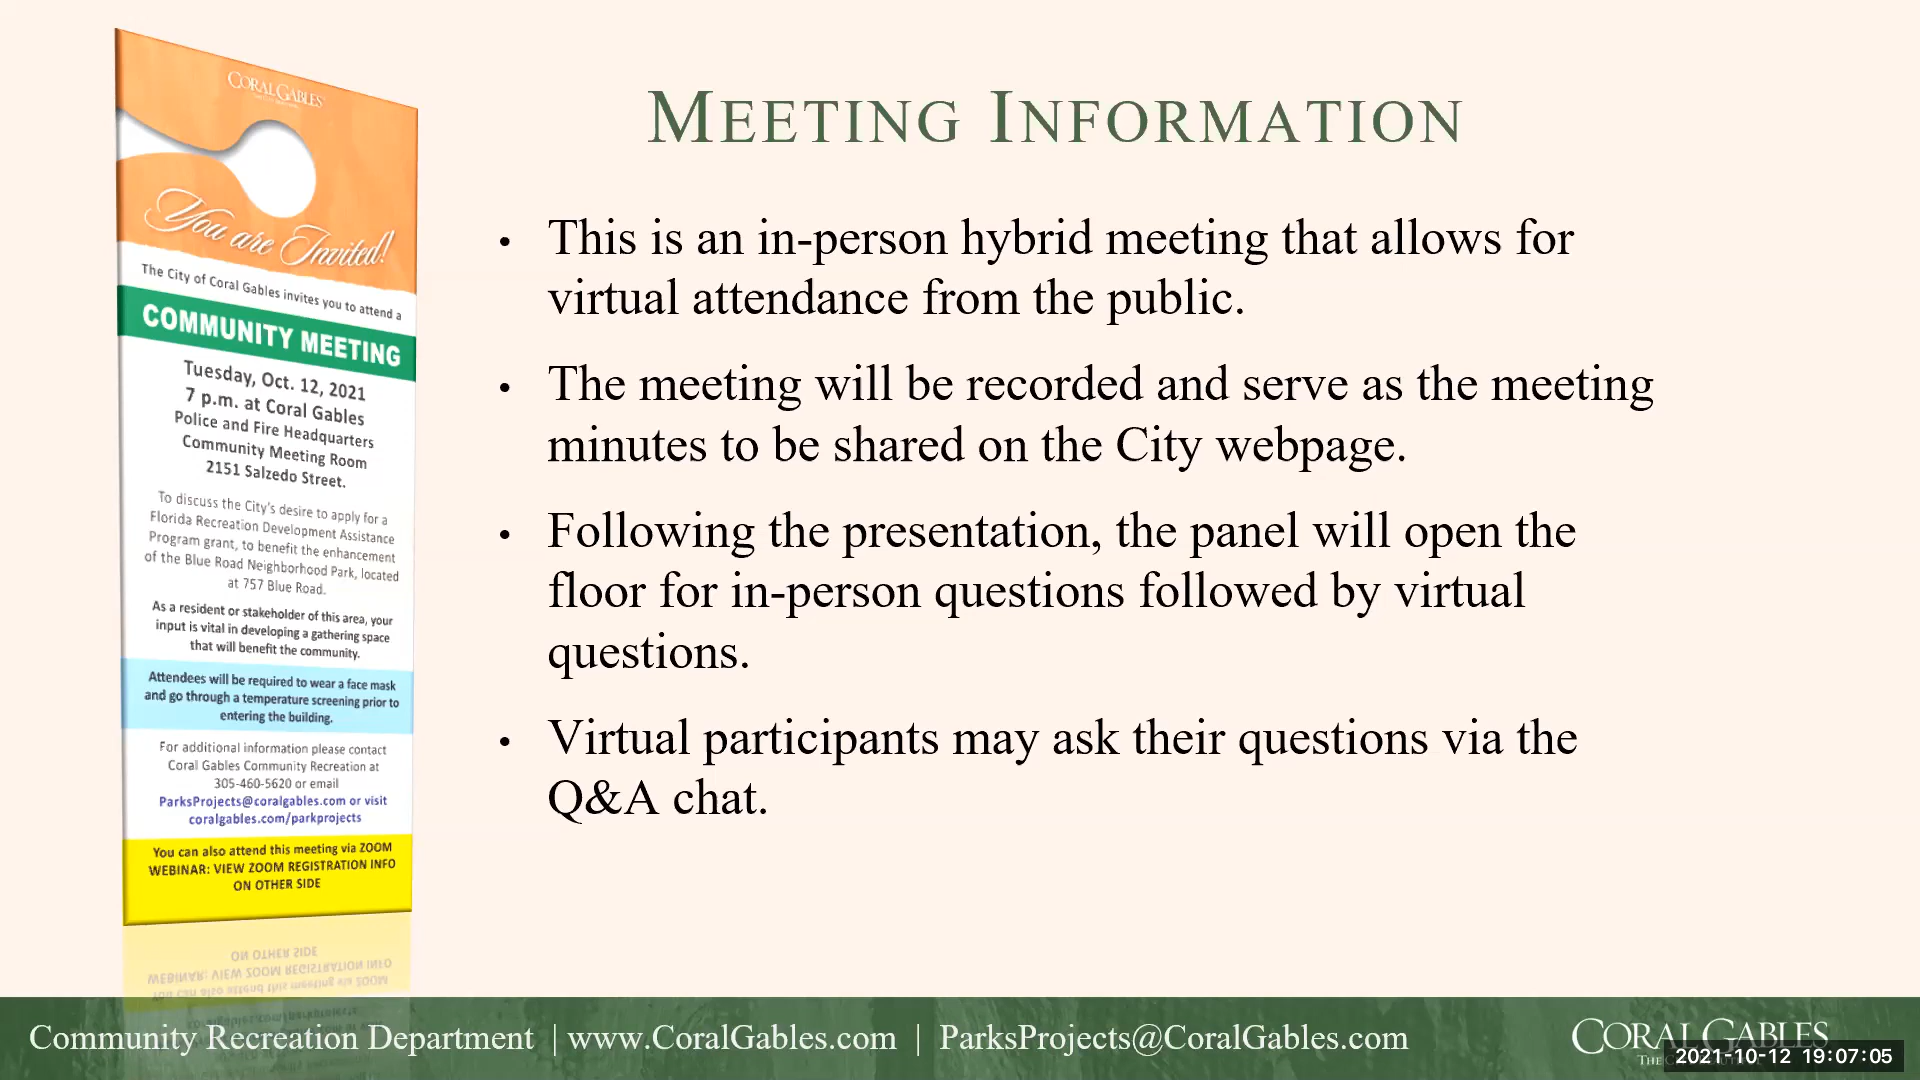 CORAL GABLES
You are Invited!
The City of Coral Gables invites you to attend a
COMMUNITY MEETING
Tuesday, Oct. 12, 2021
7 p.m. at Coral Gables
Police and Fire Headquarters
Community Meeting Room
2151 Salzedo Street.
To discuss the City's desire to apply for a
Florida Recreation Development Assistance
Program grant, to benefit the enhancement
of the Blue Road Neighborhood Park, located
at 757 Blue Road.
As a resident or stakeholder of this area, your
input is vital in developing a gathering space
that will benefit the community.
Attendees will be required to wear a face mask
and go through a temperature screening prior to
entering the building.
For additional information please contact
Coral Gables Community Recreation at
305-460-5620 or email
ParksProjects@coralgables.com or visit
coralgables.com/parkprojects
You can also attend this meeting via ZOOM
WEBINAR: VIEW ZOOM REGISTRATION INFO
ON OTHER SIDE
MEETING INFORMATION
• This is an in-person hybrid meeting that allows for
virtual attendance from the public.
• The meeting will be recorded and serve as the meeting
minutes to be shared on the City webpage.
• Following the presentation, the panel will open the
floor for in-person questions followed by virtual
questions.
• Virtual participants may ask their questions via the
Q&A chat.
Community Recreation Department | www.CoralGables.com | ParksProjects@CoralGables.com
CORAL GABLES
THE
2021-10-12 19:07:05